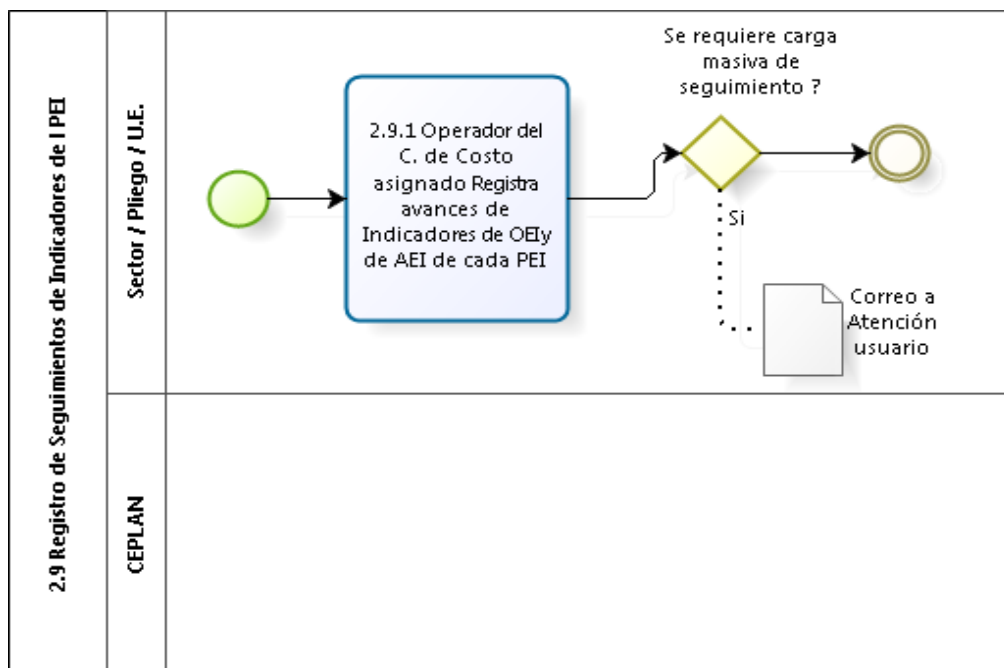 2.9 Registro de Seguimientos de Indicadores de l PEI
Sector / Pliego / U.E.
Se requiere carga
masiva de
seguimiento ?
2.9.1 Operador del
C. de Costo
asignado Registra
avances de
Indicadores de OEIy
de AEI de cada PEI
Si
Correo a
Atención
usuario
CEPLAN